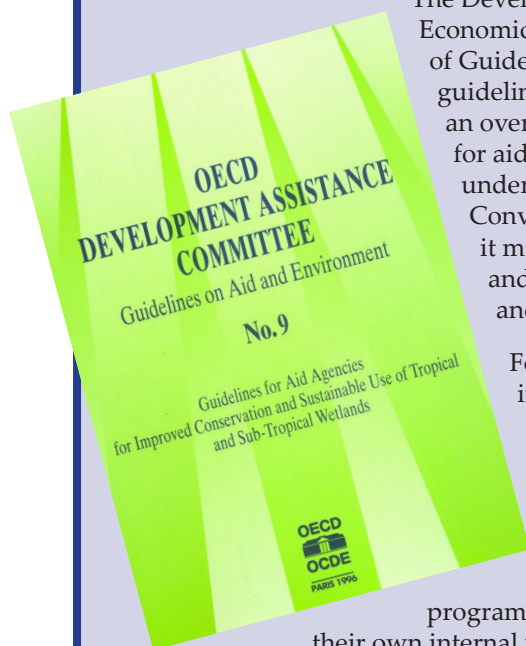 The
Economic
of Guide
guidelin
an over
for aid
under
Conv
it m
and
and
F
i
program
their own internal
OECD
DEVELOPMENT ASSISTANCE
COMMITTEE
Guidelines on Aid and Environment
No.9
Guidelines for Aid Agencies
for Improved Conservation and Sustainable Use of Tropical
and Sub-Tropical Wetlands
OECD
OCDE
PARIS 1996